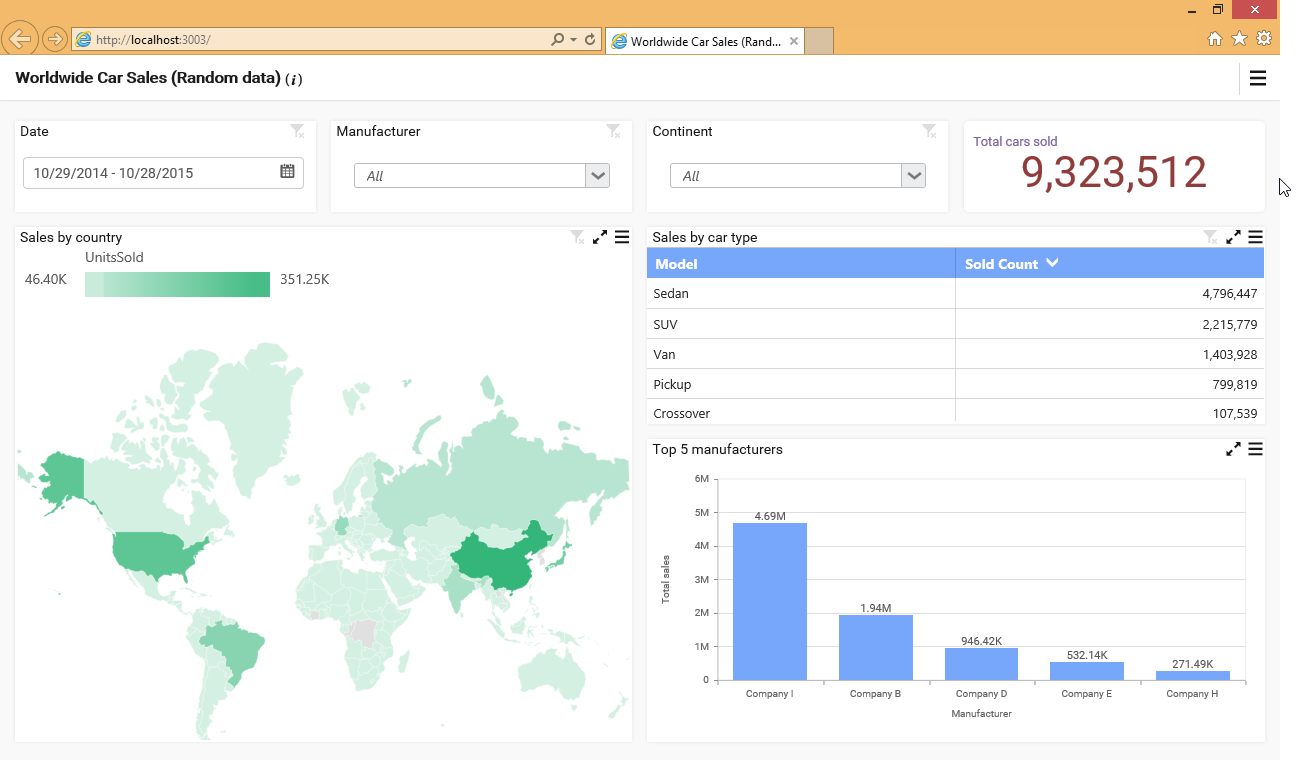 http://localhost:3003/
Worldwide Car Sales (Rand...
Worldwide Car Sales (Random data) (i)
Date
Manufacturer
Continent
Total cars sold
9,323,512
10/29/2014 - 10/28/2015
All
All
Sales by country
UnitsSold
46.40K
351.25K
Sales by car type
Model Sold Count
Sedan 4,796,447
SUV 2,215,779
Van 1,403,928
Pickup 799,819
Crossover 107,539
Top 5 manufacturers
6M
5M
4M
3M
2M
1M
0
Total sales
4.69M
1.94M
946.42K
532.14K
271.49K
Company I
Company B
Company D
Company E
Company H
Manufacturer